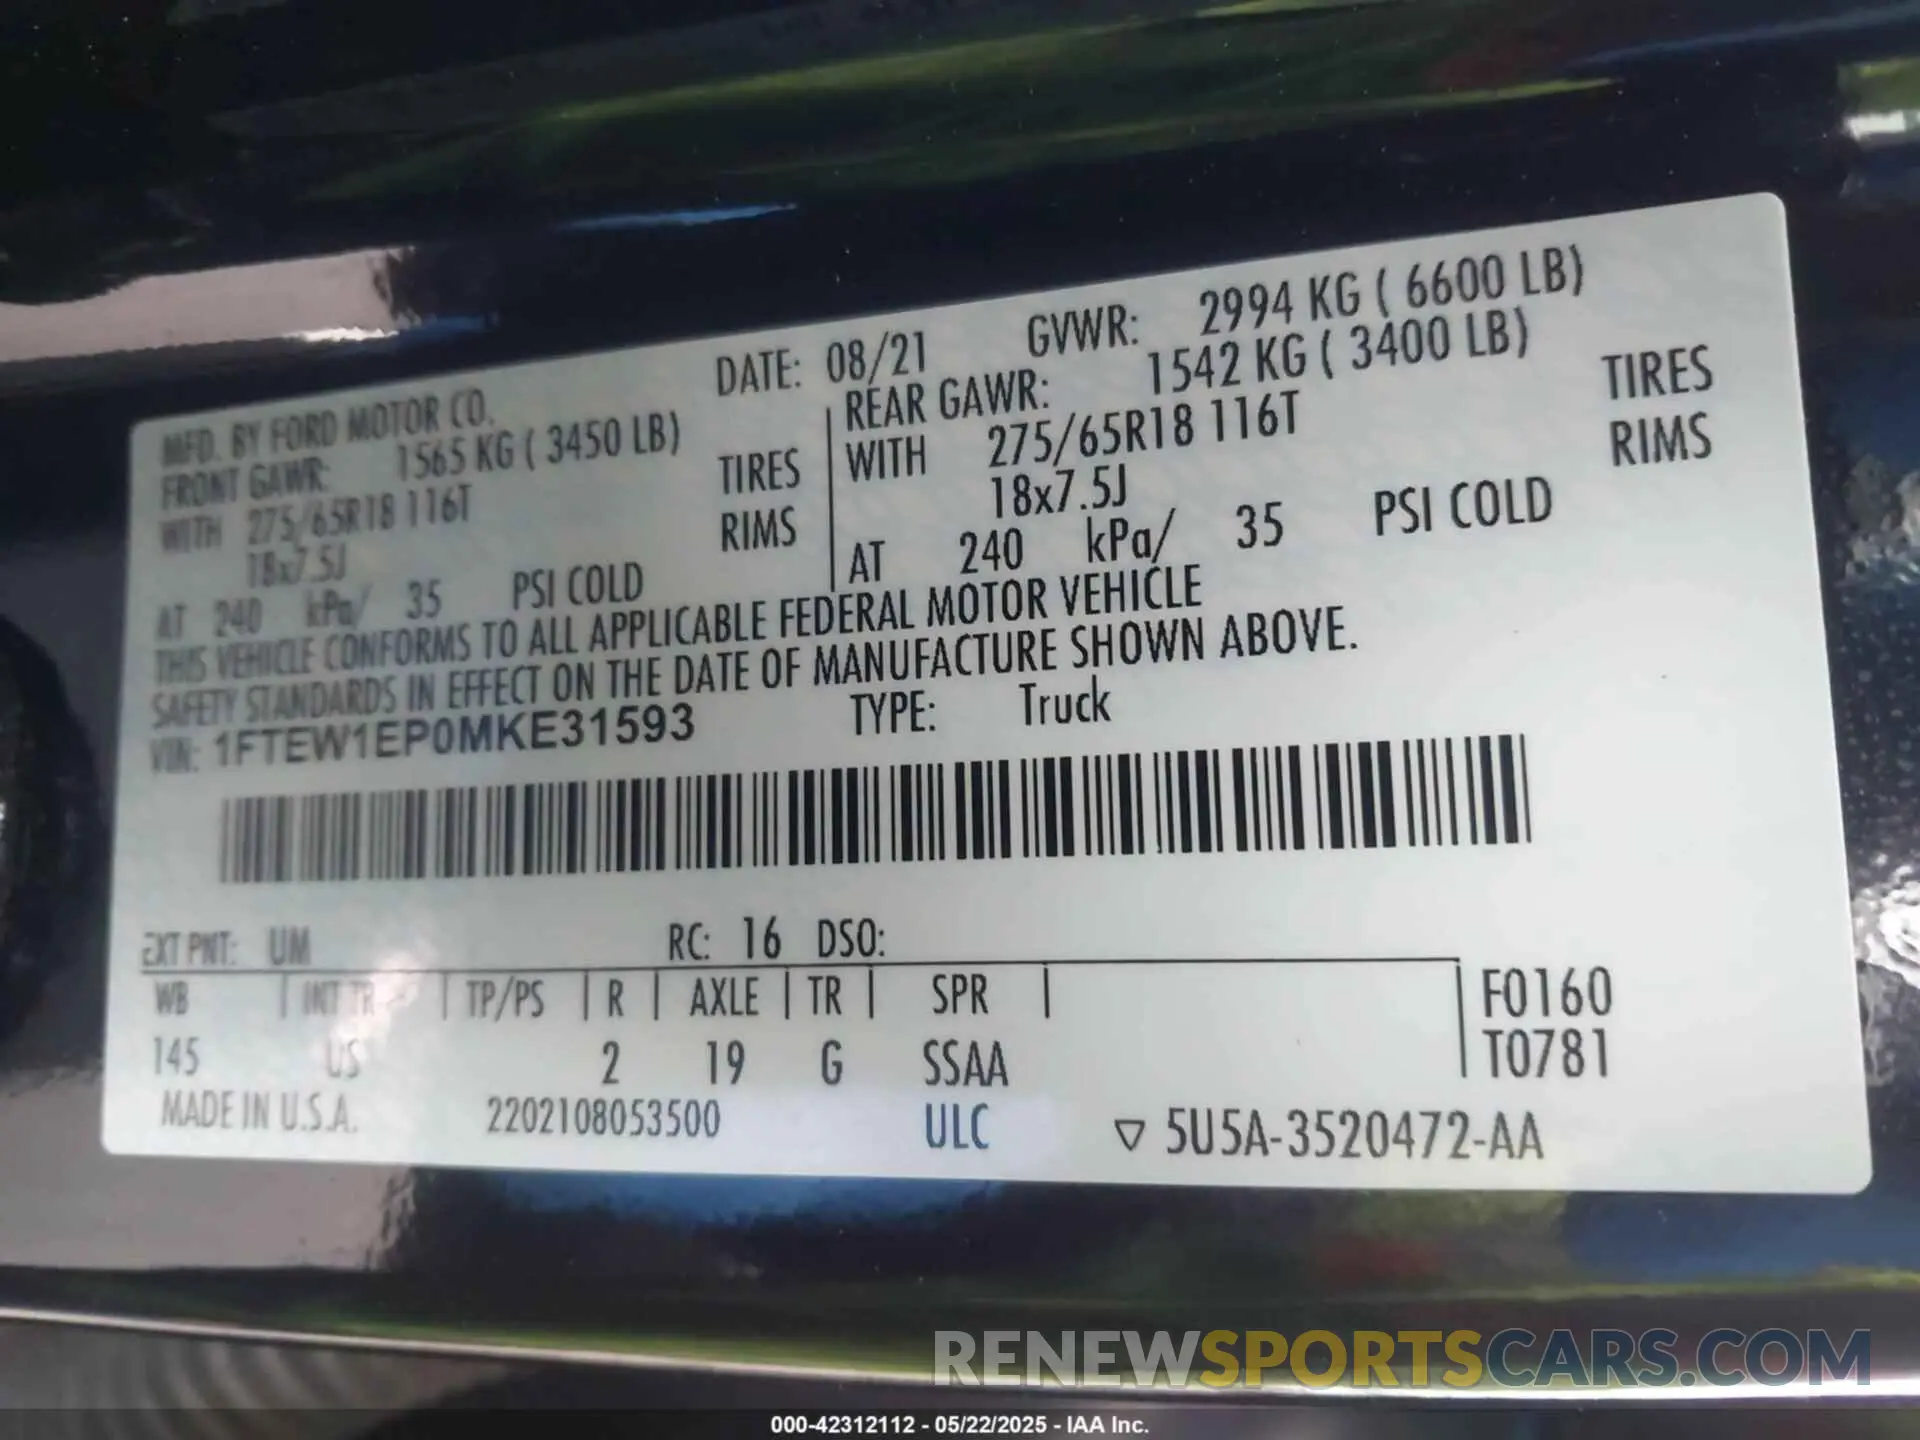 MFD. BY FORD MOTOR CO. DATE: 08/21 GVWR: 2994 KG ( 6600 LB)
FRONT GAWR: 1565 KG ( 3450 LB) REAR GAWR: 1542 KG ( 3400 LB)
WITH 275/65R18 116T TIRES WITH 275/65R18 116T TIRES
18x7.5J RIMS 18x7.5J RIMS
AT 240 kPa/ 35 PSI COLD AT 240 kPa/ 35 PSI COLD
THIS VEHICLE CONFORMS TO ALL APPLICABLE FEDERAL MOTOR VEHICLE
SAFETY STANDARDS IN EFFECT ON THE DATE OF MANUFACTURE SHOWN ABOVE.
VIN: 1FTEW1EP0MKE31593 TYPE: Truck
EXT PNT: UM RC: 16 DSO:
WB | INT TR | TP/PS | R | AXLE | TR | SPR | F0160
145 US 2 19 G SSAA T0781
MADE IN U.S.A. 2202108053500 ULC ▽ 5U5A-3520472-AA
RENEWSPORTSCARS.COM
000-42312112 - 05/22/2025 - IAA Inc.